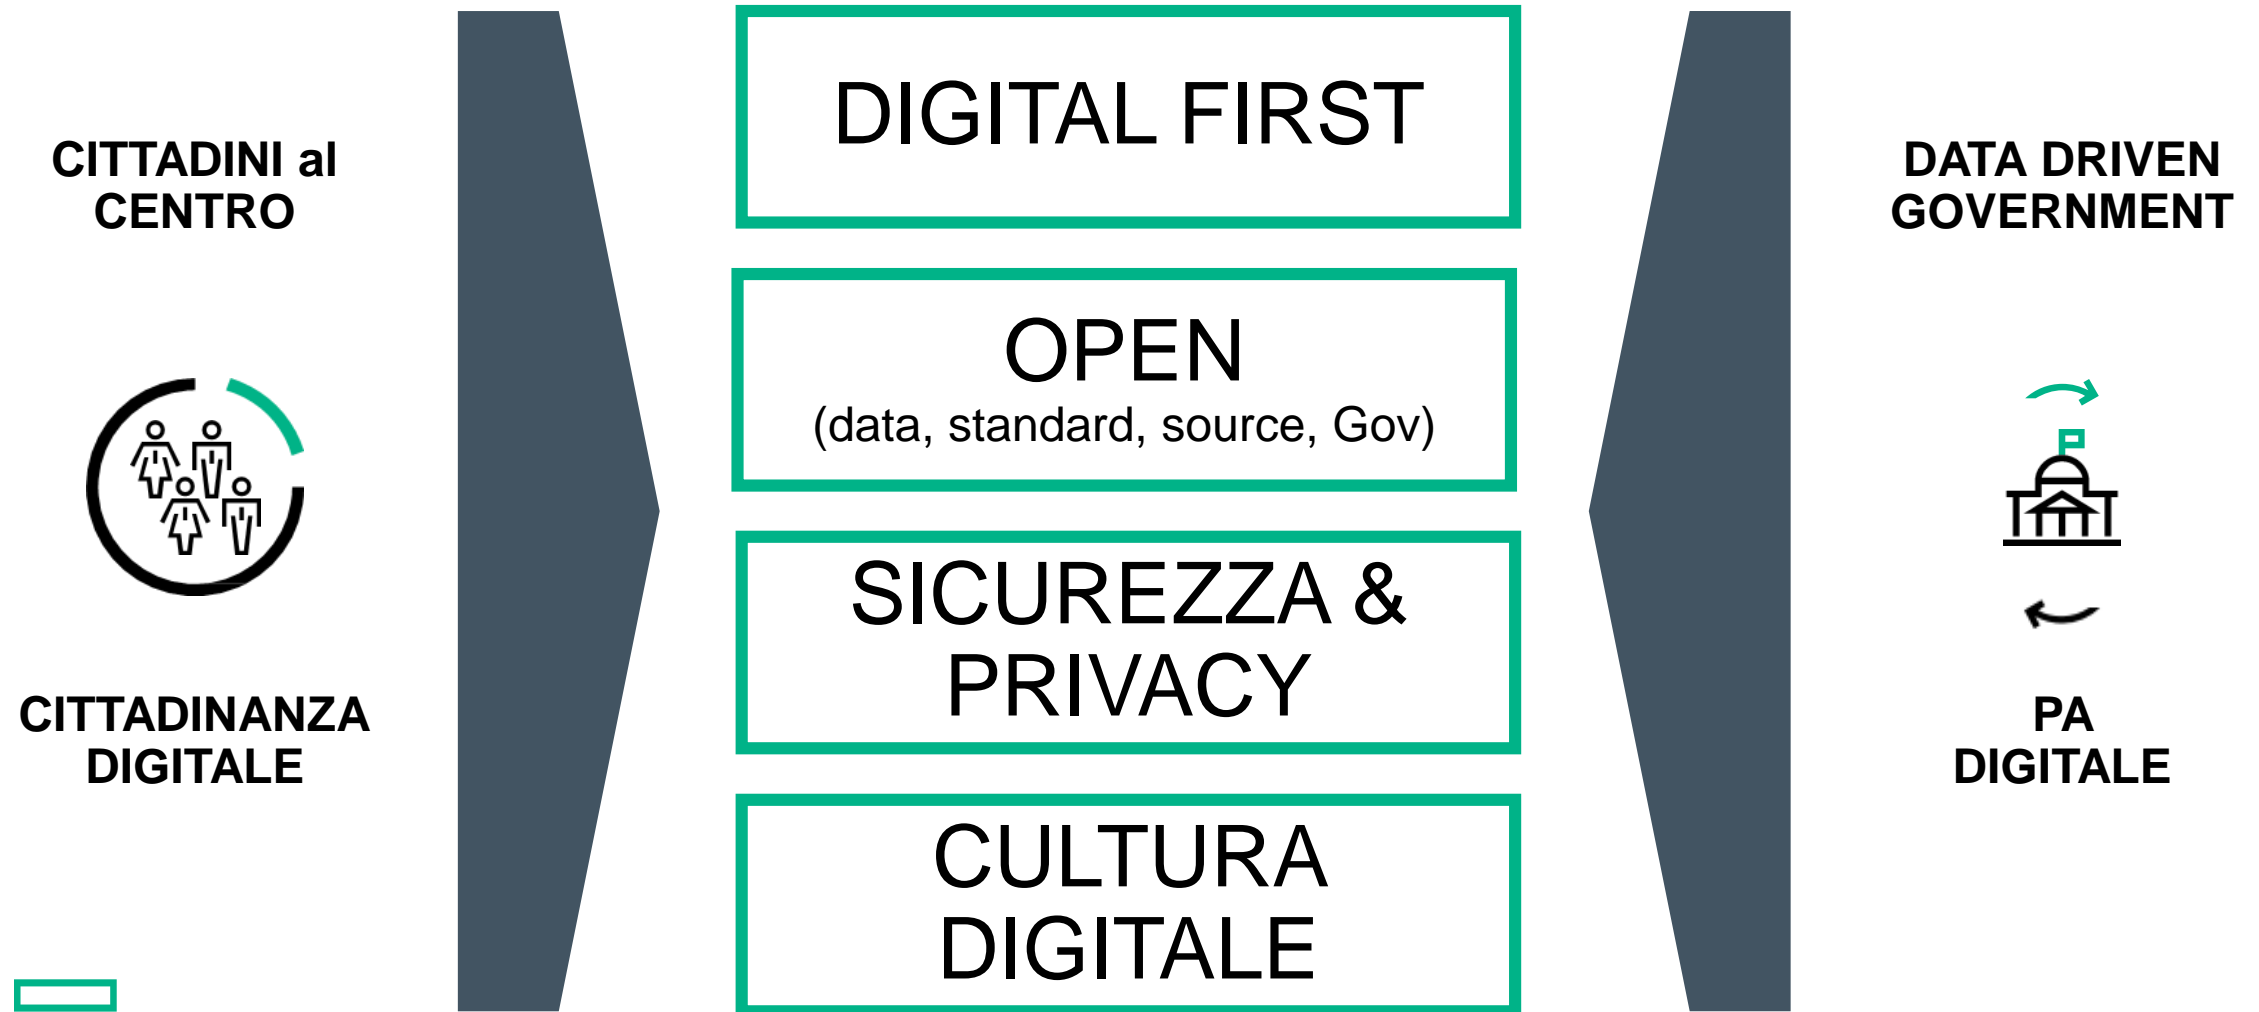 CITTADINI al
CENTRO
CITTADINANZA
DIGITALE
DIGITAL FIRST
OPEN
(data, standard, source, Gov)
SICUREZZA &
PRIVACY
CULTURA
DIGITALE
DATA DRIVEN
GOVERNMENT
PA
DIGITALE